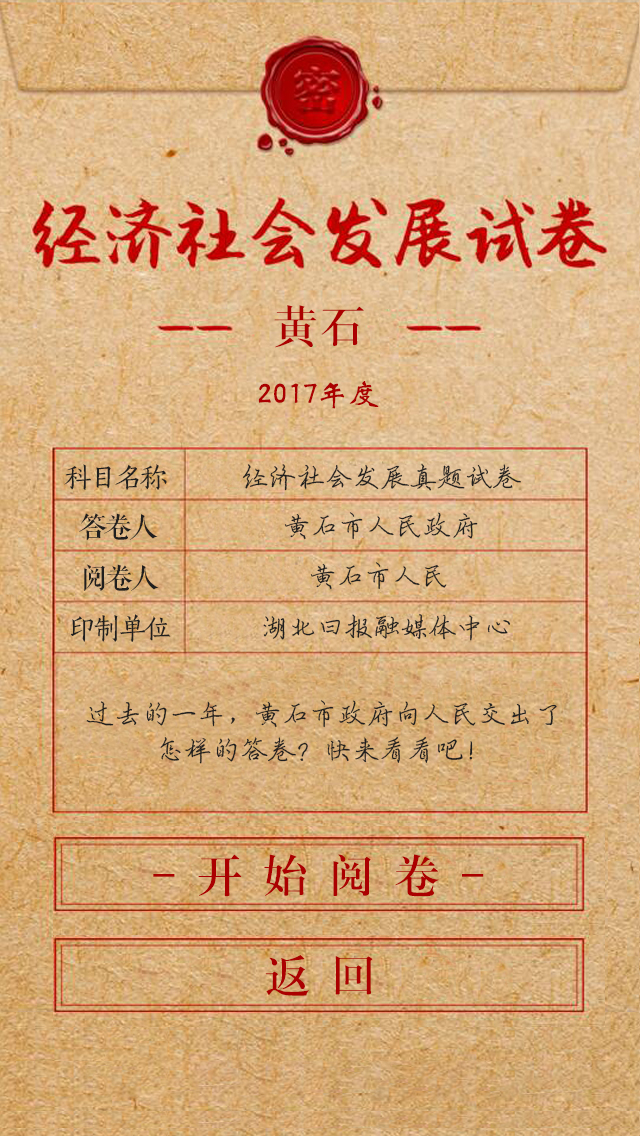 密
经济社会发展试卷
—— 黄石 ——
2017年度
科目名称 经济社会发展真题试卷
答卷人 黄石市人民政府
阅卷人 黄石市人民
印制单位 湖北日报融媒体中心
过去的一年，黄石市政府向人民交出了
怎样的答卷？快来看看吧！
-开始阅卷-
返回